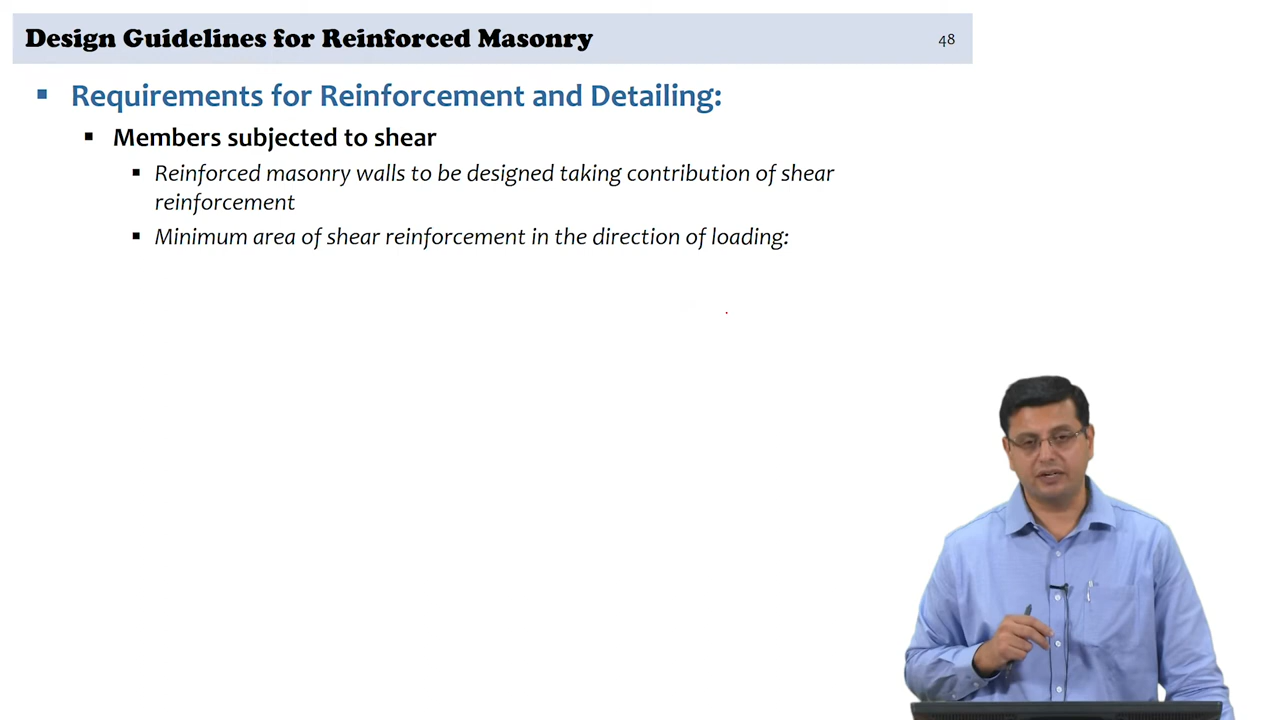 Design Guidelines for Reinforced Masonry
48
Requirements for Reinforcement and Detailing:
Members subjected to shear
Reinforced masonry walls to be designed taking contribution of shear
reinforcement
Minimum area of shear reinforcement in the direction of loading: